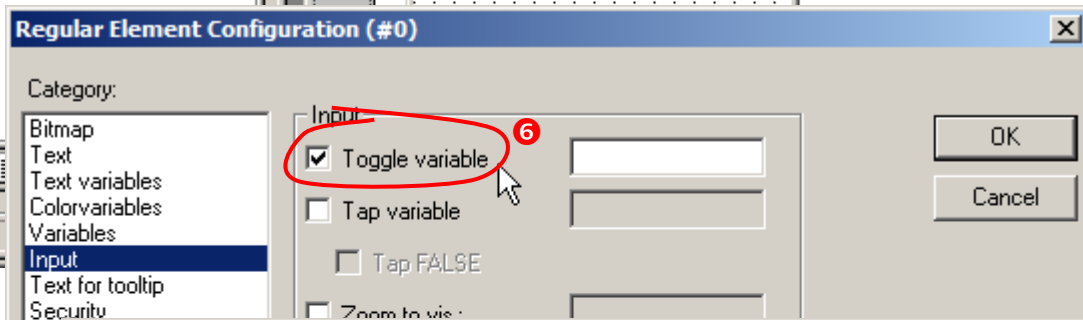 Regular Element Configuration (#0)
Category:
Bitmap
Text
Text variables
Colorvariables
Variables
Input
Text for tooltip
Security
Input
6
Toggle variable
Tap variable
Tap FALSE
Zoom to vis.:
OK
Cancel